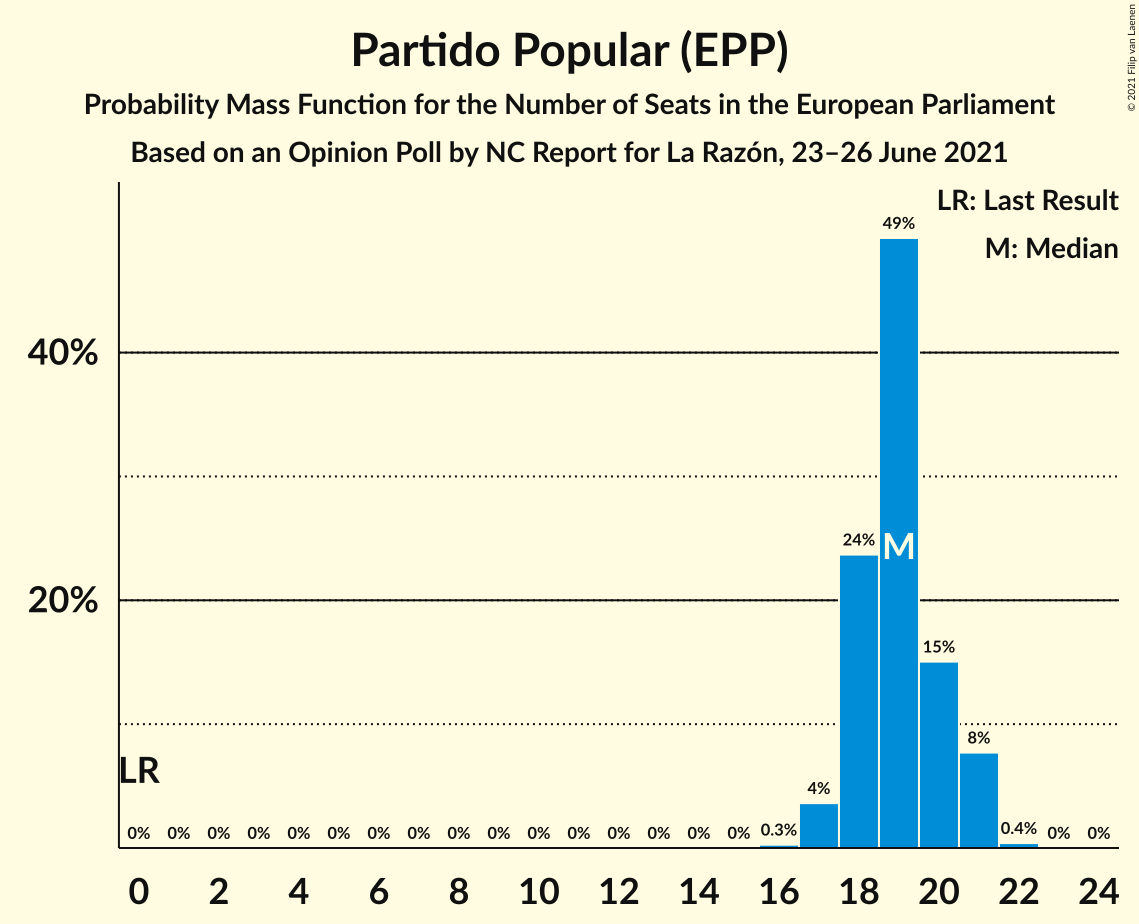 Partido Popular (EPP)
Probability Mass Function for the Number of Seats in the European Parliament
Based on an Opinion Poll by NC Report for La Razón, 23–26 June 2021
© 2021 Filip van Laenen
LR: Last Result
M: Median
49%
40%
24%
M
20%
15%
8%
LR
4%
0% 0% 0% 0% 0% 0% 0% 0% 0% 0% 0% 0% 0% 0% 0% 0% 0.3% 0.4% 0% 0%
0 2 4 6 8 10 12 14 16 18 20 22 24